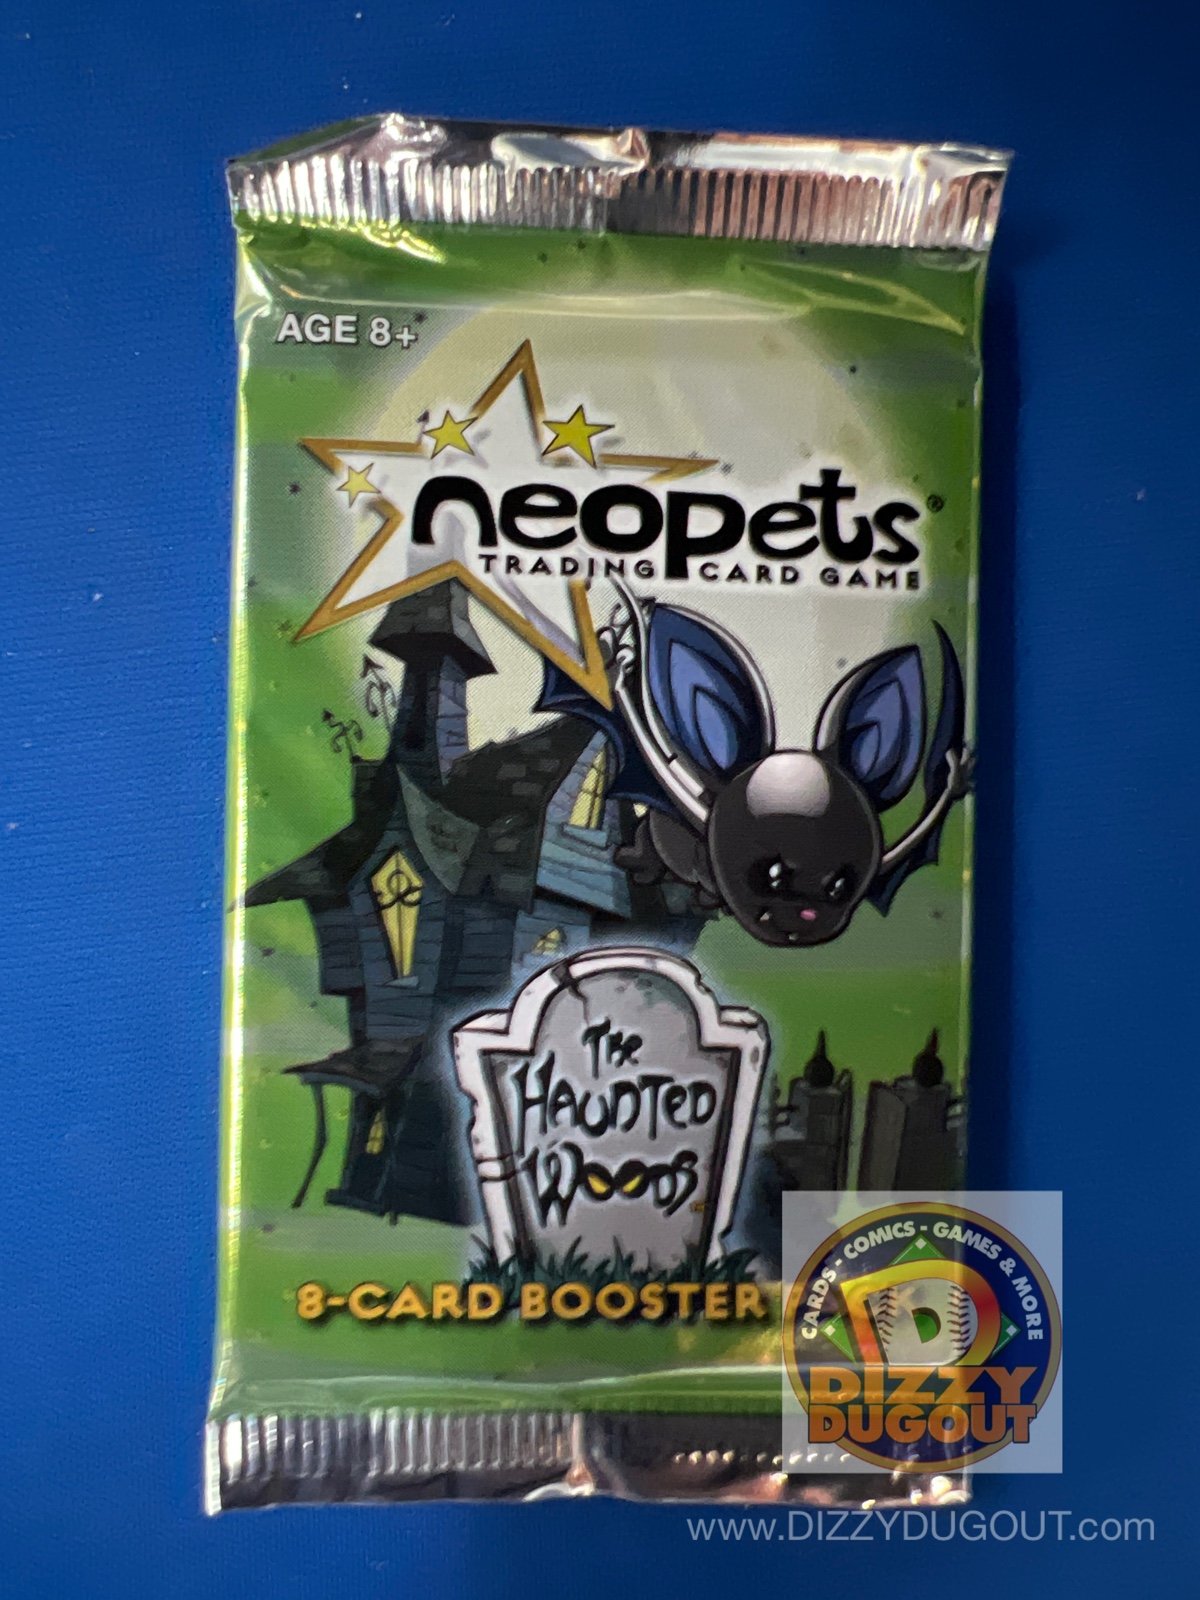 AGE 8+
neopets®
TRADING CARD GAME
The
Haunted
Woods
8-CARD BOOSTER
CARDS - COMICS - GAMES & MORE
D
DIZZY
DUGOUT
www.DIZZYDUGOUT.com